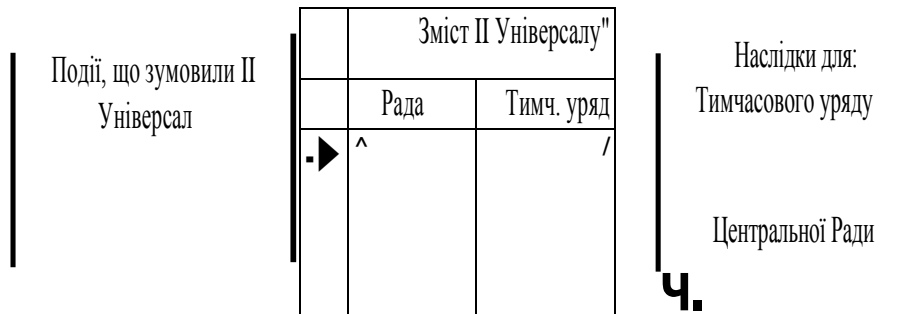 Події, що зумовили II
Універсал
Зміст II Універсалу"
Рада
Тимч. уряд
^
/
Наслідки для:
Тимчасового уряду
Центральної Ради
Ч.